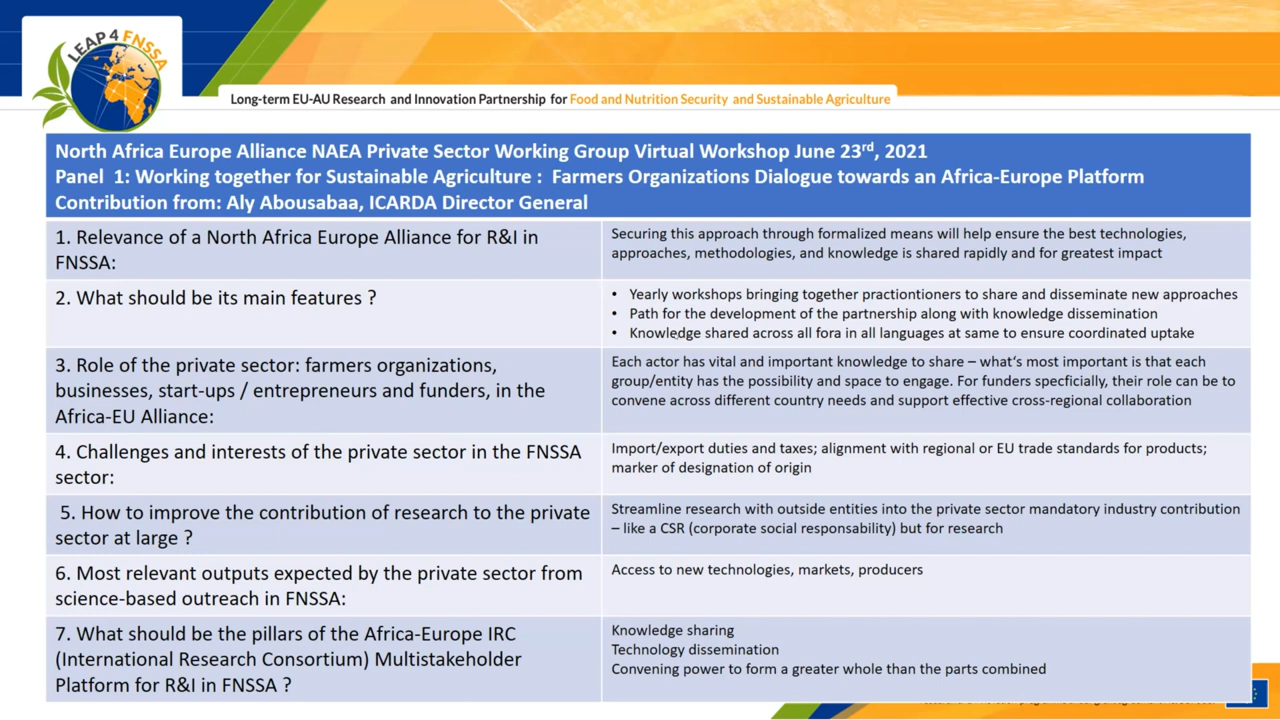 LEAP 4 FNSSA
Long-term EU-AU Research and Innovation Partnership for Food and Nutrition Security and Sustainable Agriculture
North Africa Europe Alliance NAEA Private Sector Working Group Virtual Workshop June 23rd, 2021
Panel 1: Working together for Sustainable Agriculture : Farmers Organizations Dialogue towards an Africa-Europe Platform
Contribution from: Aly Abousabaa, ICARDA Director General
1. Relevance of a North Africa Europe Alliance for R&I in
FNSSA:
Securing this approach through formalized means will help ensure the best technologies,
approaches, methodologies, and knowledge is shared rapidly and for greatest impact
2. What should be its main features ?
• Yearly workshops bringing together practiontioners to share and disseminate new approaches
• Path for the development of the partnership along with knowledge dissemination
• Knowledge shared across all fora in all languages at same to ensure coordinated uptake
3. Role of the private sector: farmers organizations,
businesses, start-ups / entrepreneurs and funders, in the
Africa-EU Alliance:
Each actor has vital and important knowledge to share – what‘s most important is that each
group/entity has the possibility and space to engage. For funders specficially, their role can be to
convene across different country needs and support effective cross-regional collaboration
4. Challenges and interests of the private sector in the FNSSA
sector:
Import/export duties and taxes; alignment with regional or EU trade standards for products;
marker of designation of origin
5. How to improve the contribution of research to the private
sector at large ?
Streamline research with outside entities into the private sector mandatory industry contribution
– like a CSR (corporate social responsability) but for research
6. Most relevant outputs expected by the private sector from
science-based outreach in FNSSA:
Access to new technologies, markets, producers
7. What should be the pillars of the Africa-Europe IRC
(International Research Consortium) Multistakeholder
Platform for R&I in FNSSA ?
Knowledge sharing
Technology dissemination
Convening power to form a greater whole than the parts combined